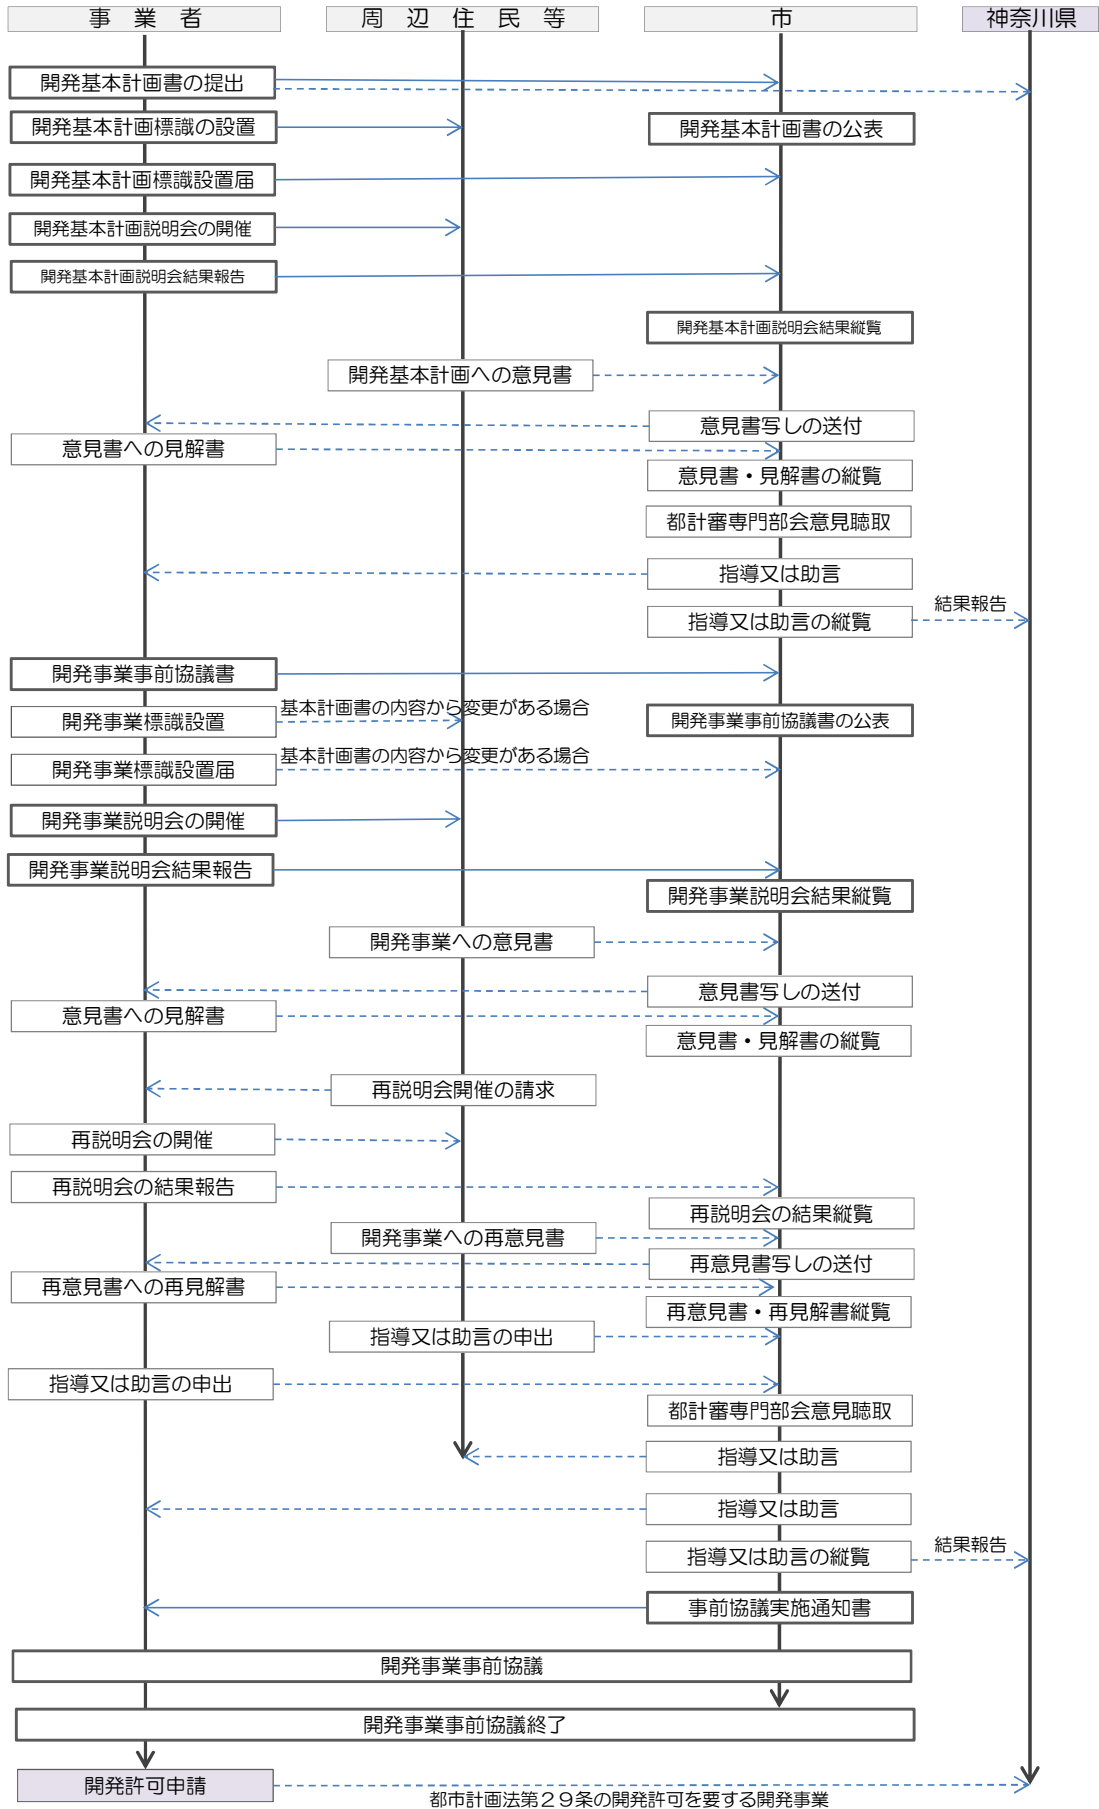 事業者
周辺住民等
市
神奈川県
開発基本計画書の提出
開発基本計画標識の設置
開発基本計画書の公表
開発基本計画標識設置届
開発基本計画説明会の開催
開発基本計画説明会結果報告
開発基本計画説明会結果縦覧
開発基本計画への意見書
意見書写しの送付
意見書への見解書
意見書・見解書の縦覧
都計審専門部会意見聴取
指導又は助言
結果報告
指導又は助言の縦覧
開発事業事前協議書
基本計画書の内容から変更がある場合
開発事業標識設置
開発事業事前協議書の公表
基本計画書の内容から変更がある場合
開発事業標識設置届
開発事業説明会の開催
開発事業説明会結果報告
開発事業説明会結果縦覧
開発事業への意見書
意見書写しの送付
意見書への見解書
意見書・見解書の縦覧
再説明会開催の請求
再説明会の開催
再説明会の結果報告
再説明会の結果縦覧
開発事業への再意見書
再意見書写しの送付
再意見書への再見解書
再意見書・再見解書縦覧
指導又は助言の申出
指導又は助言の申出
都計審専門部会意見聴取
指導又は助言
指導又は助言
結果報告
指導又は助言の縦覧
事前協議実施通知書
開発事業事前協議
開発事業事前協議終了
開発許可申請
都市計画法第２９条の開発許可を要する開発事業